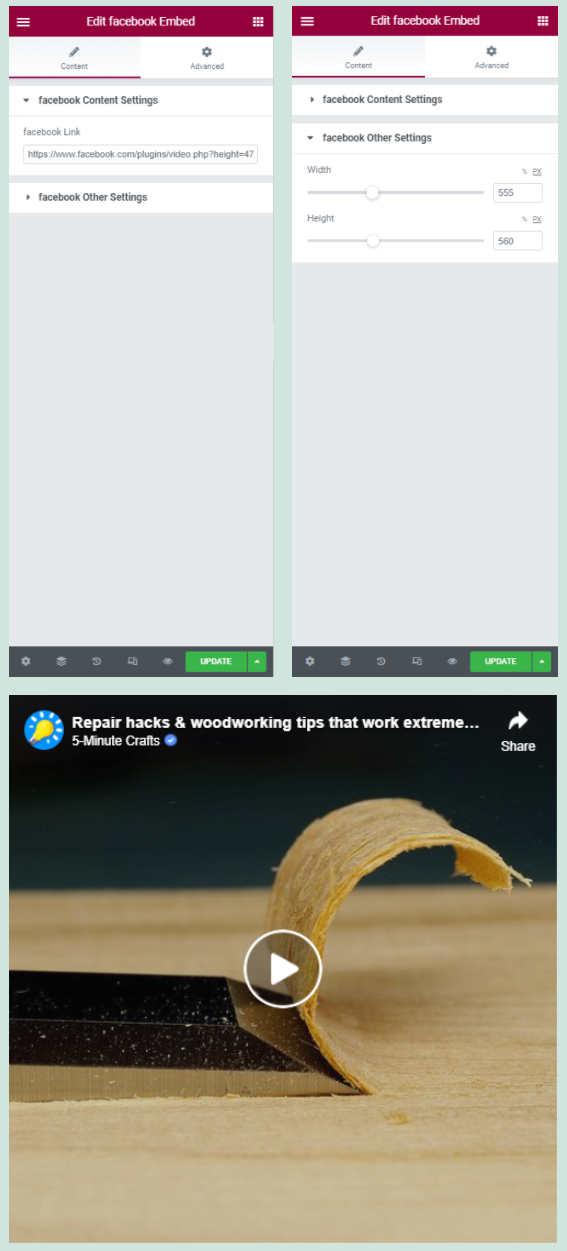 Edit facebook Embed
Content
Advanced
facebook Content Settings
facebook Link
https://www.facebook.com/plugins/video.php?height=47
facebook Other Settings
UPDATE
Edit facebook Embed
Content
Advanced
facebook Content Settings
facebook Other Settings
Width
% PX
555
Height
% PX
560
UPDATE
Repair hacks & woodworking tips that work extreme...
5-Minute Crafts
Share